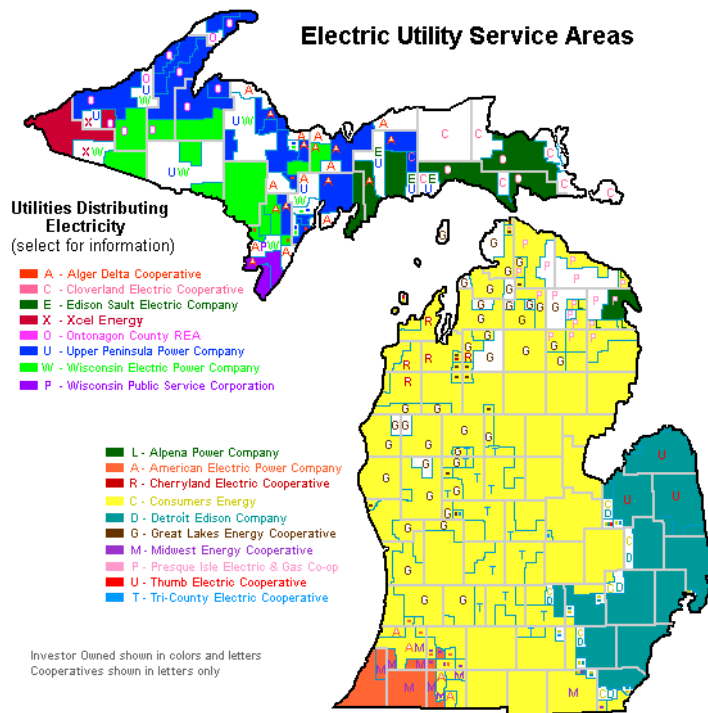 Electric Utility Service Areas
Utilities Distributing
Electricity
(select for information)
A - Alger Delta Cooperative
C - Cloverland Electric Cooperative
E - Edison Sault Electric Company
X - Xcel Energy
O - Ontonagon County REA
U - Upper Peninsula Power Company
W - Wisconsin Electric Power Company
P - Wisconsin Public Service Corporation
L - Alpena Power Company
A - American Electric Power Company
R - Cherryland Electric Cooperative
C - Consumers Energy
D - Detroit Edison Company
G - Great Lakes Energy Cooperative
M - Midwest Energy Cooperative
P - Presque Isle Electric & Gas Co-op
U - Thumb Electric Cooperative
T - Tri-County Electric Cooperative
Investor Owned shown in colors and letters
Cooperatives shown in letters only